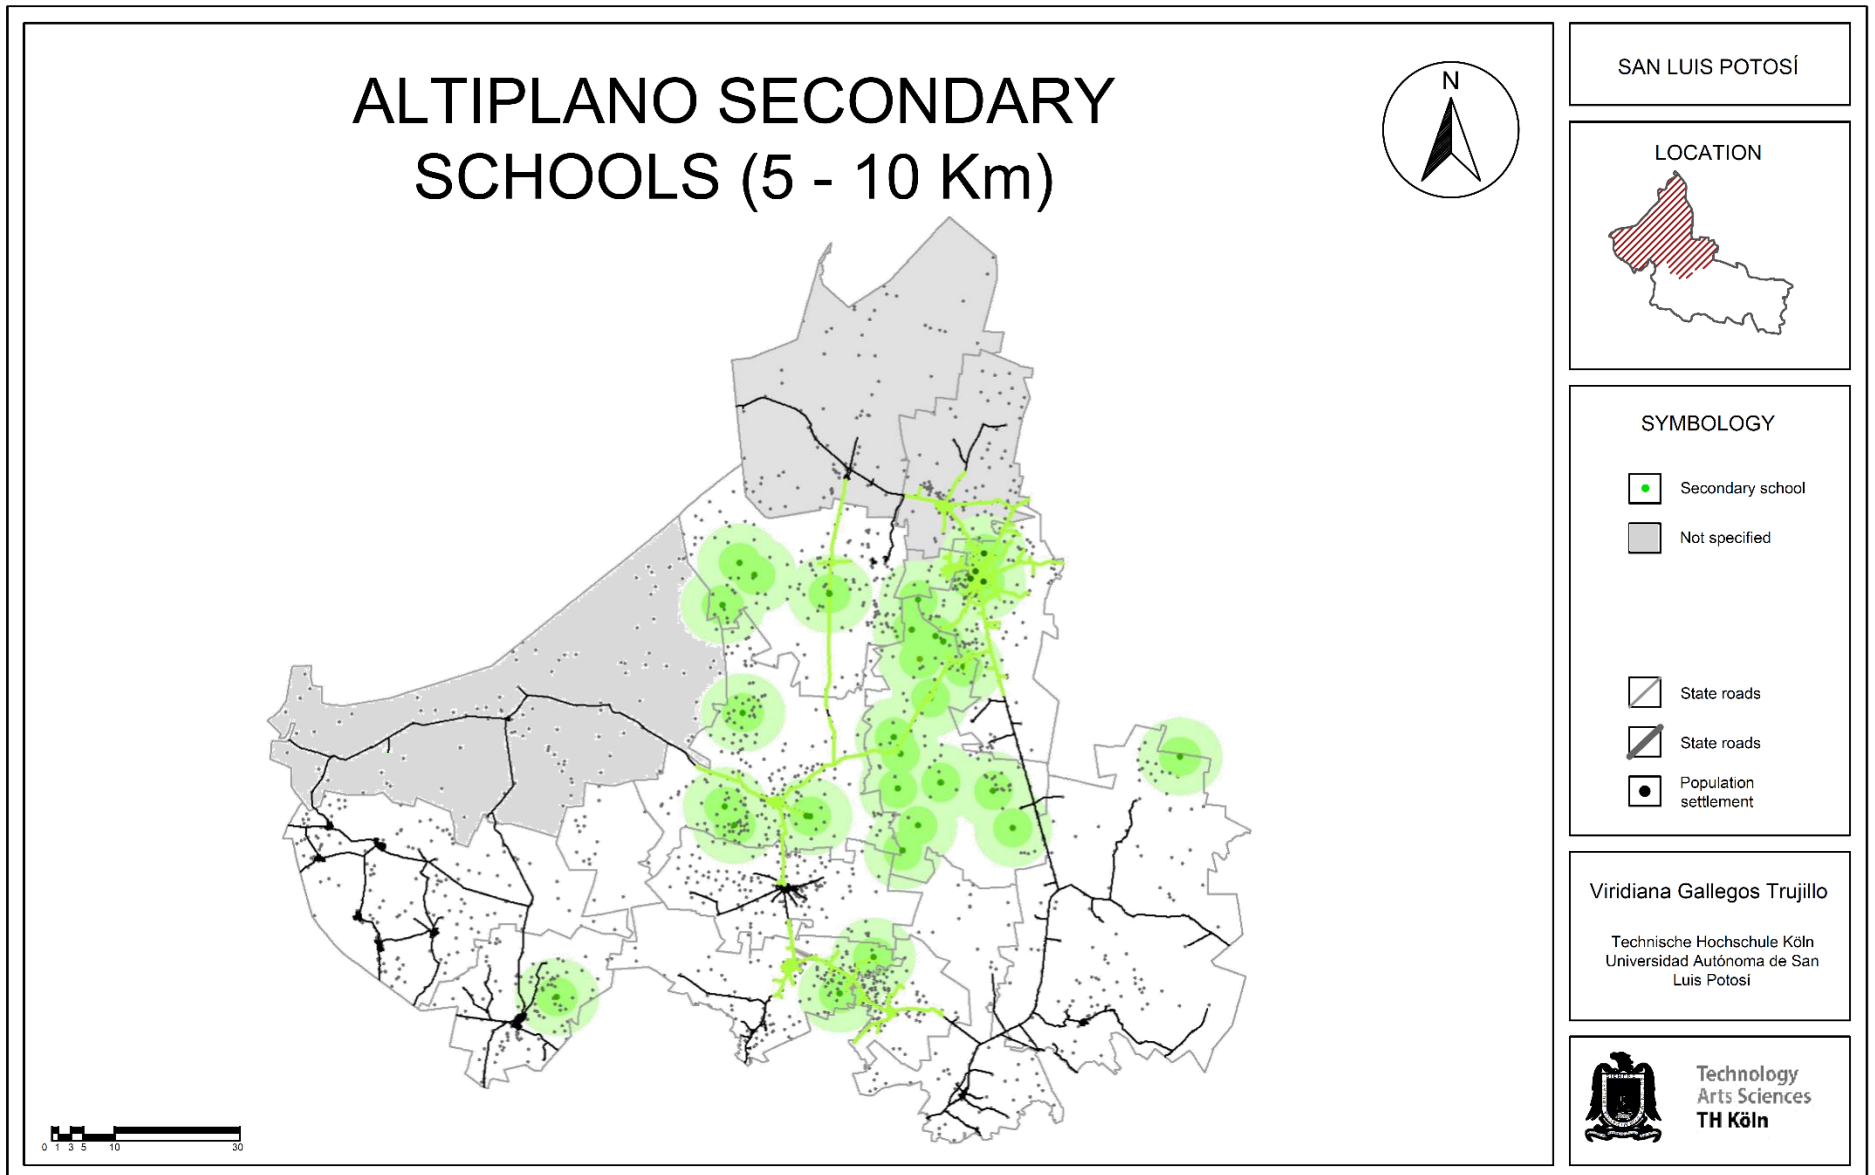 ALTIPLANO SECONDARY
SCHOOLS (5 - 10 Km)
N
SAN LUIS POTOSÍ
LOCATION
SYMBOLOGY
Secondary school
Not specified
State roads
State roads
Population
settlement
Viridiana Gallegos Trujillo
Technische Hochschule Köln
Universidad Autónoma de San
Luis Potosí
Technology
Arts Sciences
TH Köln
0 1 3 5 10 30